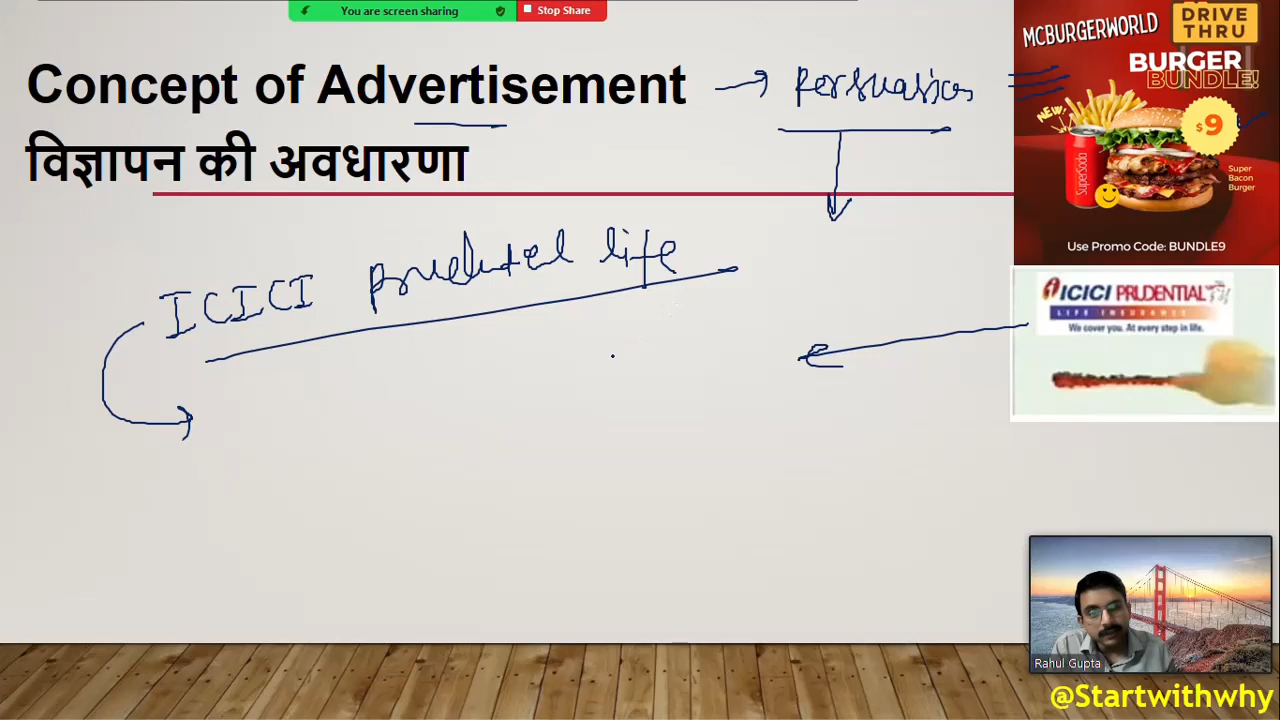 You are screen sharing
Stop Share
Concept of Advertisement → Persuasion
विज्ञापन की अवधारणा
ICICI prudental life
MCBURGERWORLD
DRIVE
THRU
BURGER
BUNDLE!
NEW!
$9
SuperSoda
Super
Bacon
Burger
Use Promo Code: BUNDLE9
ICICI PRUDENTIAL
LIFE INSURANCE
We cover you. At every step in life.
Rahul Gupta
@Startwithwhy